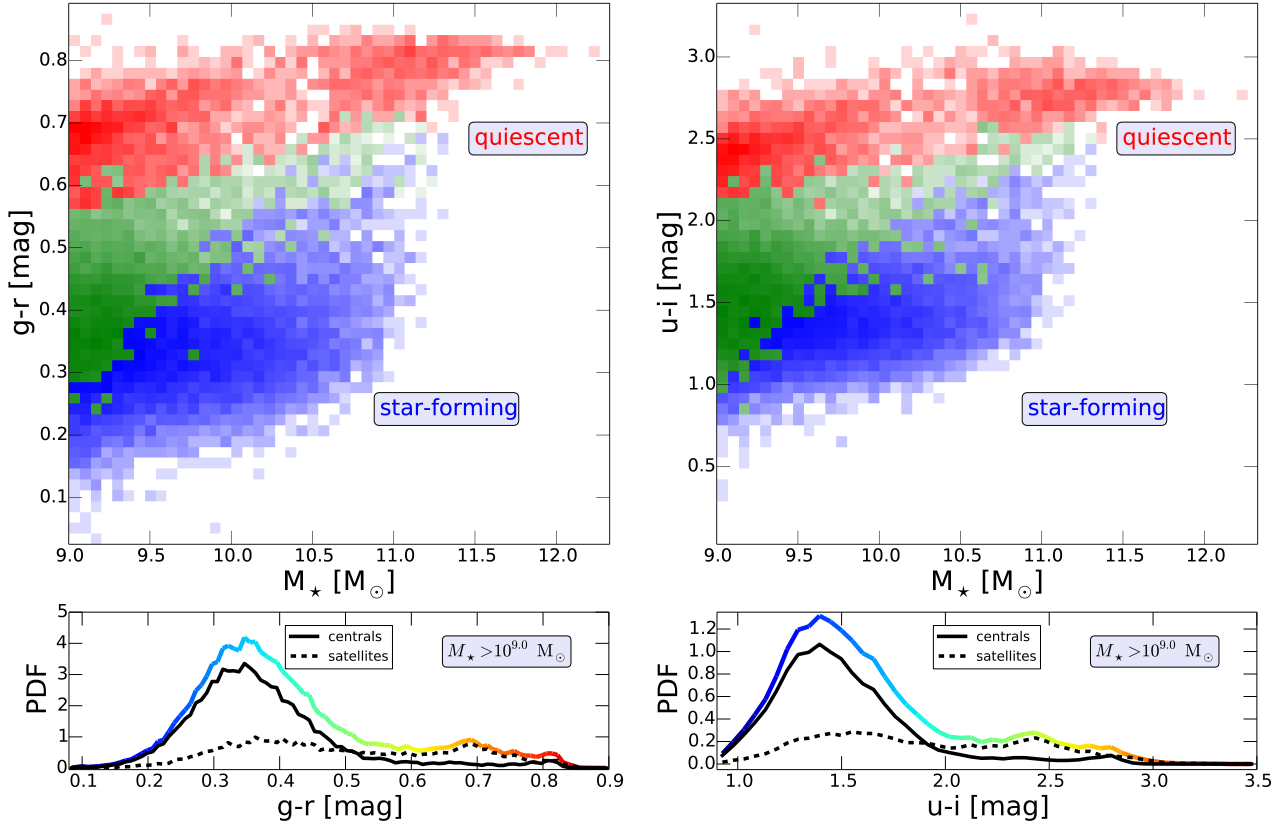 g-r [mag]
0.8
0.7
0.6
0.5
0.4
0.3
0.2
0.1
quiescent
star-forming
9.0 9.5 10.0 10.5 11.0 11.5 12.0
M⋆ [M⊙]
u-i [mag]
3.0
2.5
2.0
1.5
1.0
0.5
quiescent
star-forming
9.0 9.5 10.0 10.5 11.0 11.5 12.0
M⋆ [M⊙]
PDF
5
4
3
2
1
0
centrals
satellites
M⋆ >10^9.0 M⊙
0.1 0.2 0.3 0.4 0.5 0.6 0.7 0.8 0.9
g-r [mag]
PDF
1.2
1.0
0.8
0.6
0.4
0.2
0.0
centrals
satellites
M⋆ >10^9.0 M⊙
1.0 1.5 2.0 2.5 3.0 3.5
u-i [mag]